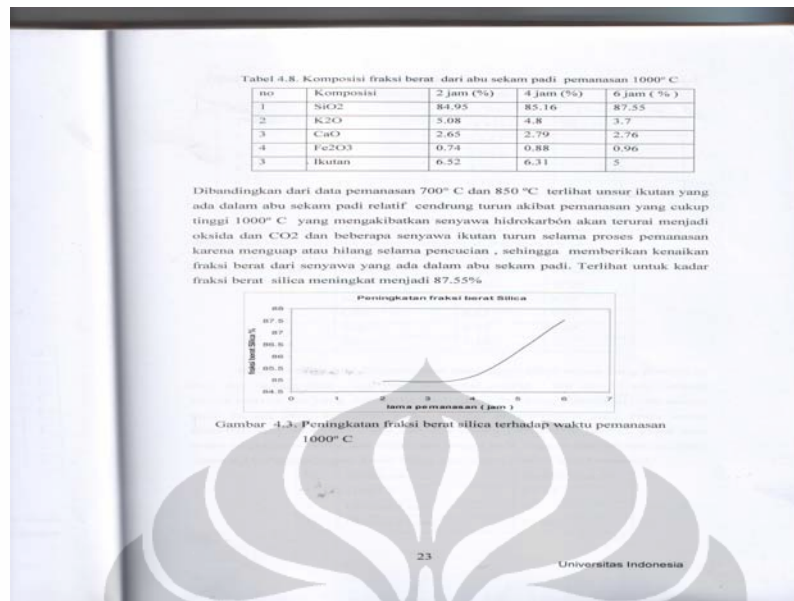 Tabel 4.8. Komposisi fraksi berat dari abu sekam padi pemanasan 1000° C
no Komposisi 2 jam (%) 4 jam (%) 6 jam ( % )
1 SiO2 84.95 85.16 87.55
2 K2O 5.08 4.8 3.7
3 CaO 2.65 2.79 2.76
4 Fe2O3 0.74 0.88 0.96
3 Ikutan 6.52 6.31 5
Dibandingkan dari data pemanasan 700° C dan 850 °C terlihat unsur ikutan yang
ada dalam abu sekam padi relatif cendrung turun akibat pemanasan yang cukup
tinggi 1000° C yang mengakibatkan senyawa hidrokarbón akan terurai menjadi
oksida dan CO2 dan beberapa senyawa ikutan turun selama proses pemanasan
karena menguap atau hilang selama pencucian , sehingga memberikan kenaikan
fraksi berat dari senyawa yang ada dalam abu sekam padi. Terlihat untuk kadar
fraksi berat silica meningkat menjadi 87.55%
Peningkatan fraksi berat Silica
fraksi berat Silica %
88
87.5
87
86.5
86
85.5
85
84.5
0 1 2 3 4 5 6 7
lama pemanasan ( jam )
Gambar 4.3. Peningkatan fraksi berat silica terhadap waktu pemanasan
1000° C
23
Universitas Indonesia